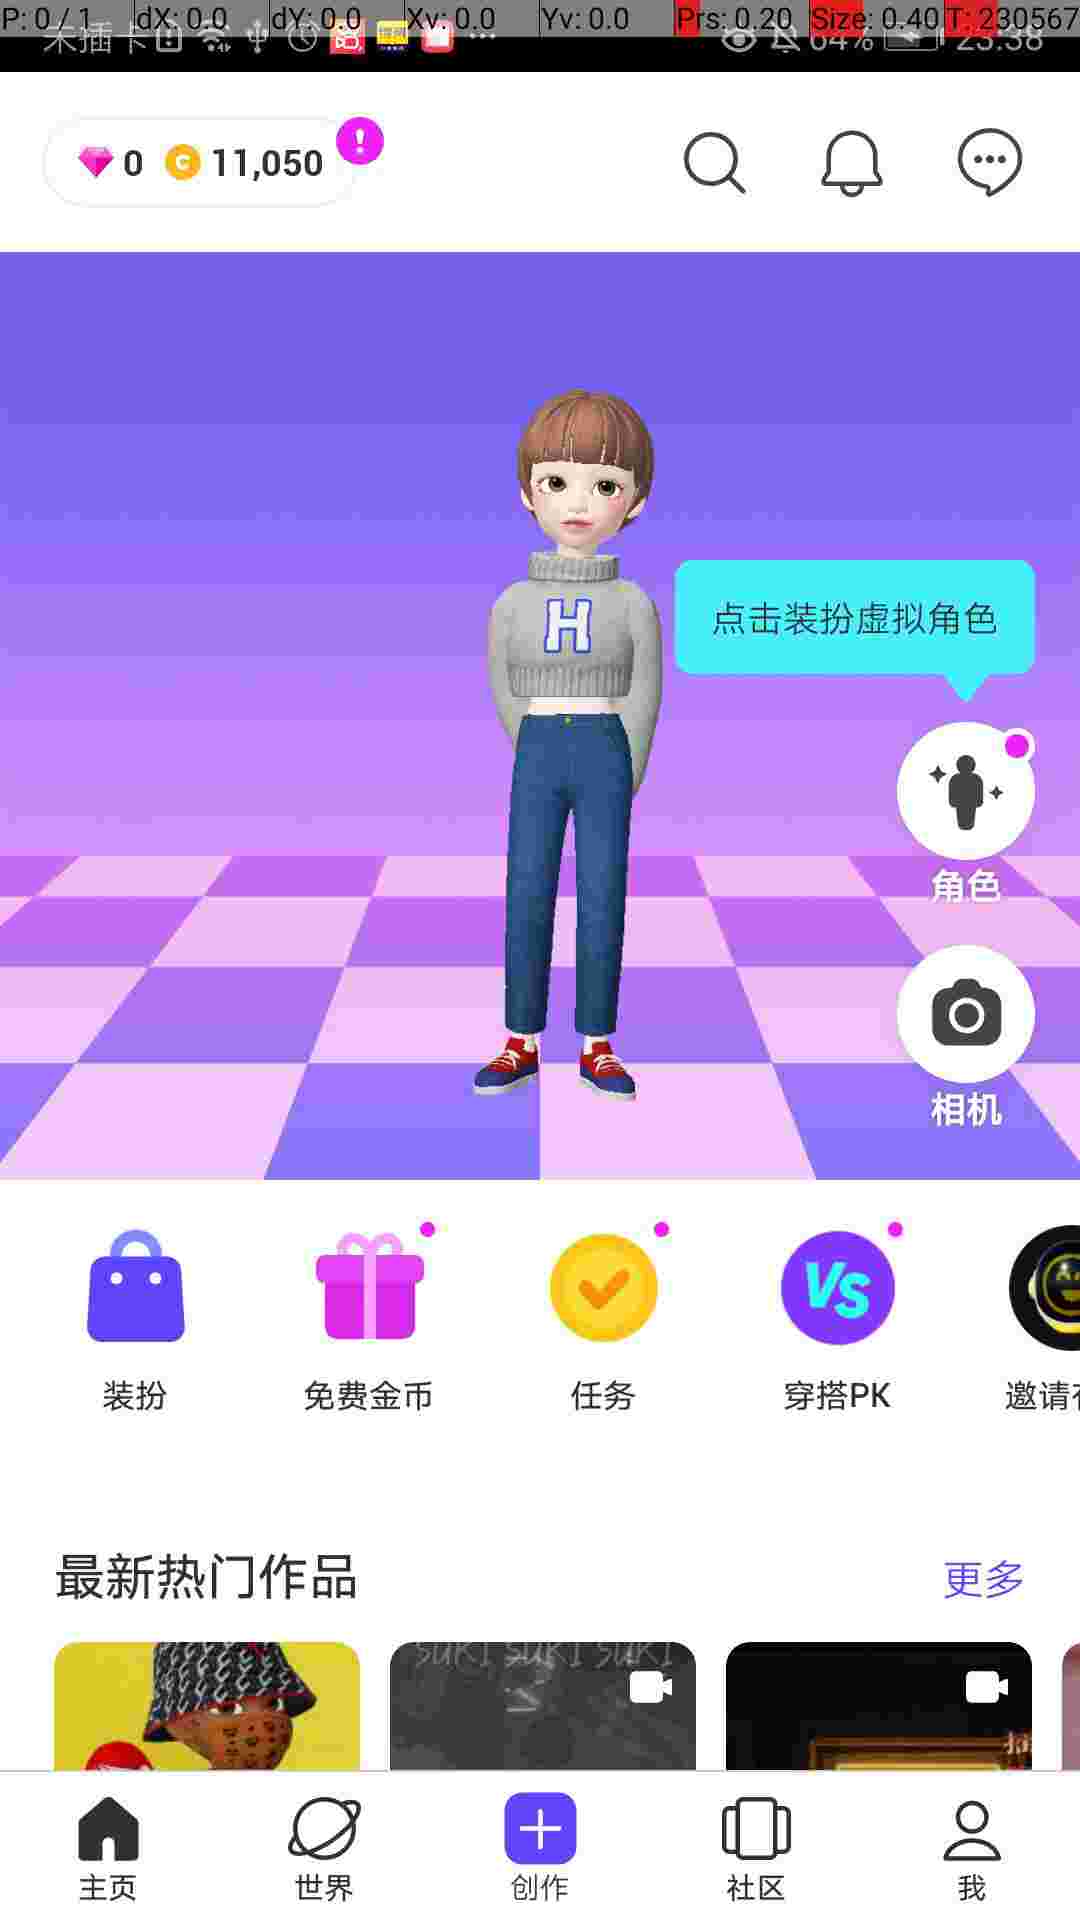 P: 0 / 1 dX: 0.0 dY: 0.0 Xv: 0.0 Yv: 0.0 Prs: 0.20 Size: 0.40 T: 230567
未插卡 64% 23:38
0 11,050
H
点击装扮虚拟角色
角色
相机
VS
装扮 免费金币 任务 穿搭PK 邀请
最新热门作品 更多
SUKI SUKI SUKI
主页 世界 创作 社区 我